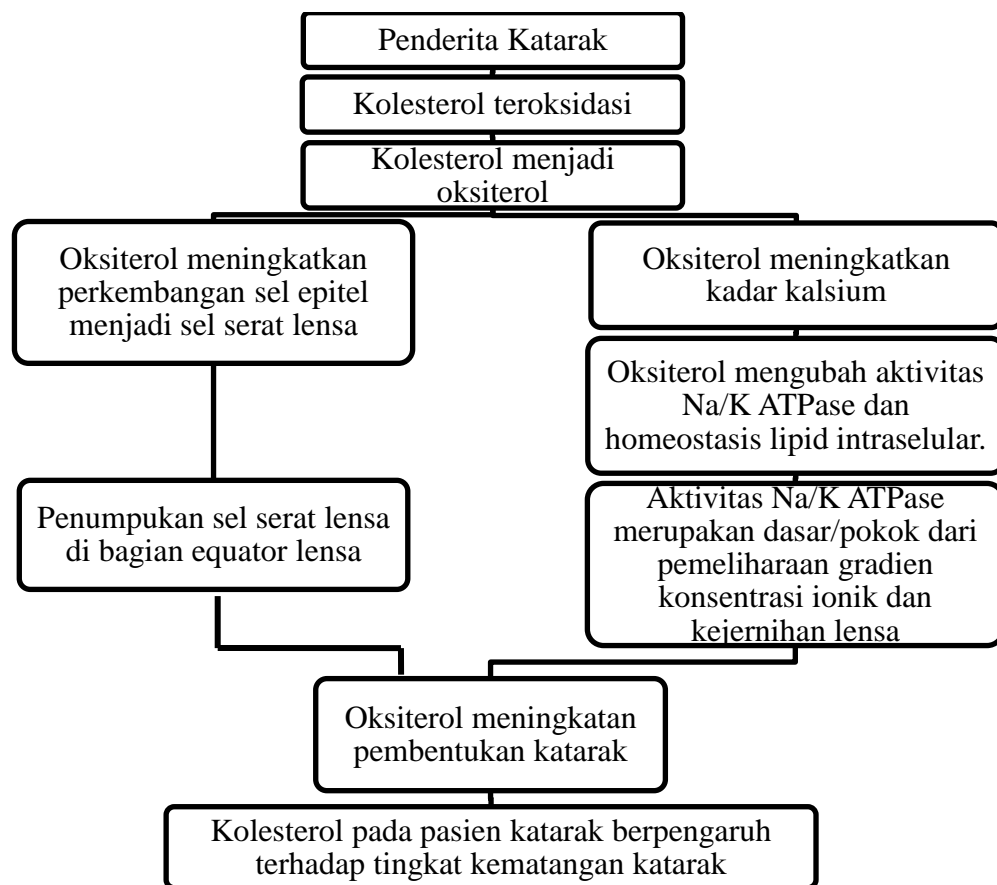 Penderita Katarak
Kolesterol teroksidasi
Kolesterol menjadi
oksiterol
Oksiterol meningkatkan
perkembangan sel epitel
menjadi sel serat lensa
Penumpukan sel serat lensa
di bagian equator lensa
Oksiterol meningkatkan
kadar kalsium
Oksiterol mengubah aktivitas
Na/K ATPase dan
homeostasis lipid intraselular.
Aktivitas Na/K ATPase
merupakan dasar/pokok dari
pemeliharaan gradien
konsentrasi ionik dan
kejernihan lensa
Oksiterol meningkatan
pembentukan katarak
Kolesterol pada pasien katarak berpengaruh
terhadap tingkat kematangan katarak